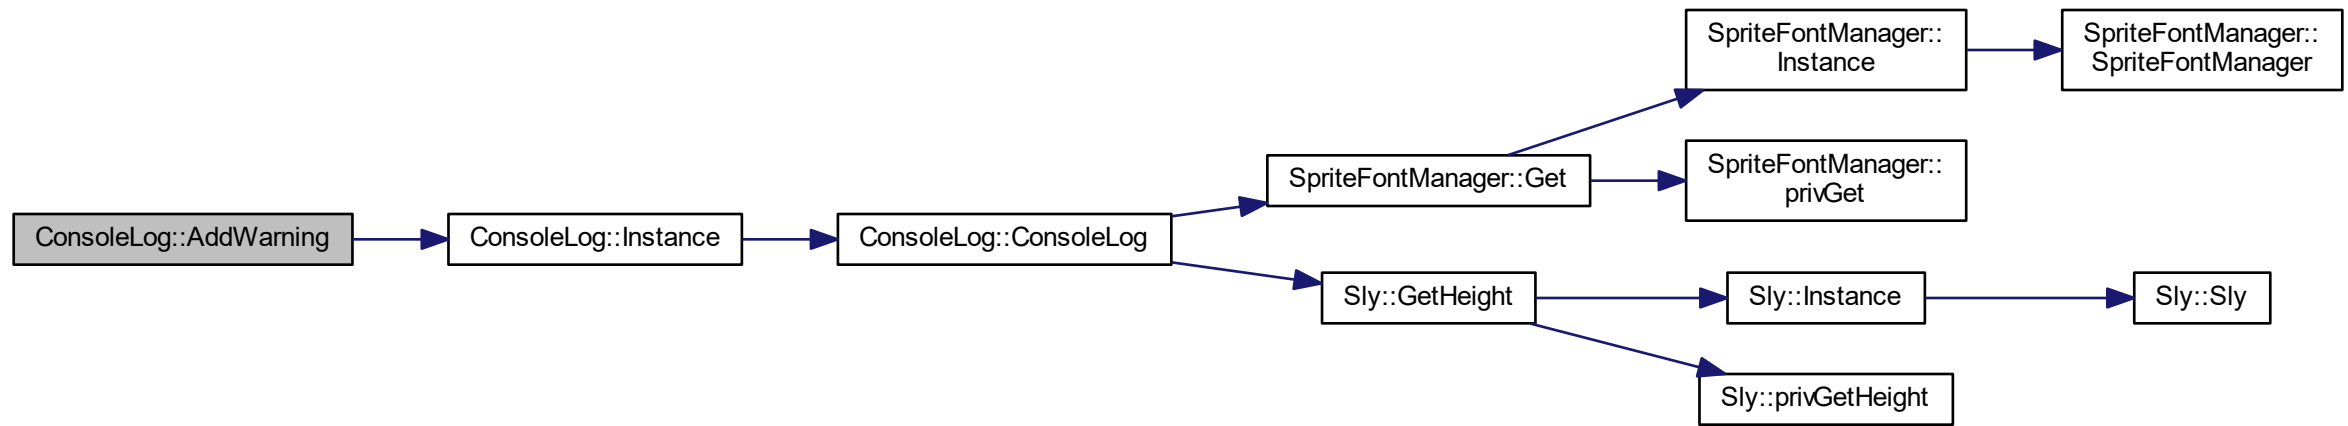 SpriteFontManager::
Instance
SpriteFontManager::
SpriteFontManager
SpriteFontManager::Get
SpriteFontManager::
privGet
ConsoleLog::AddWarning
ConsoleLog::Instance
ConsoleLog::ConsoleLog
Sly::GetHeight
Sly::Instance
Sly::Sly
Sly::privGetHeight